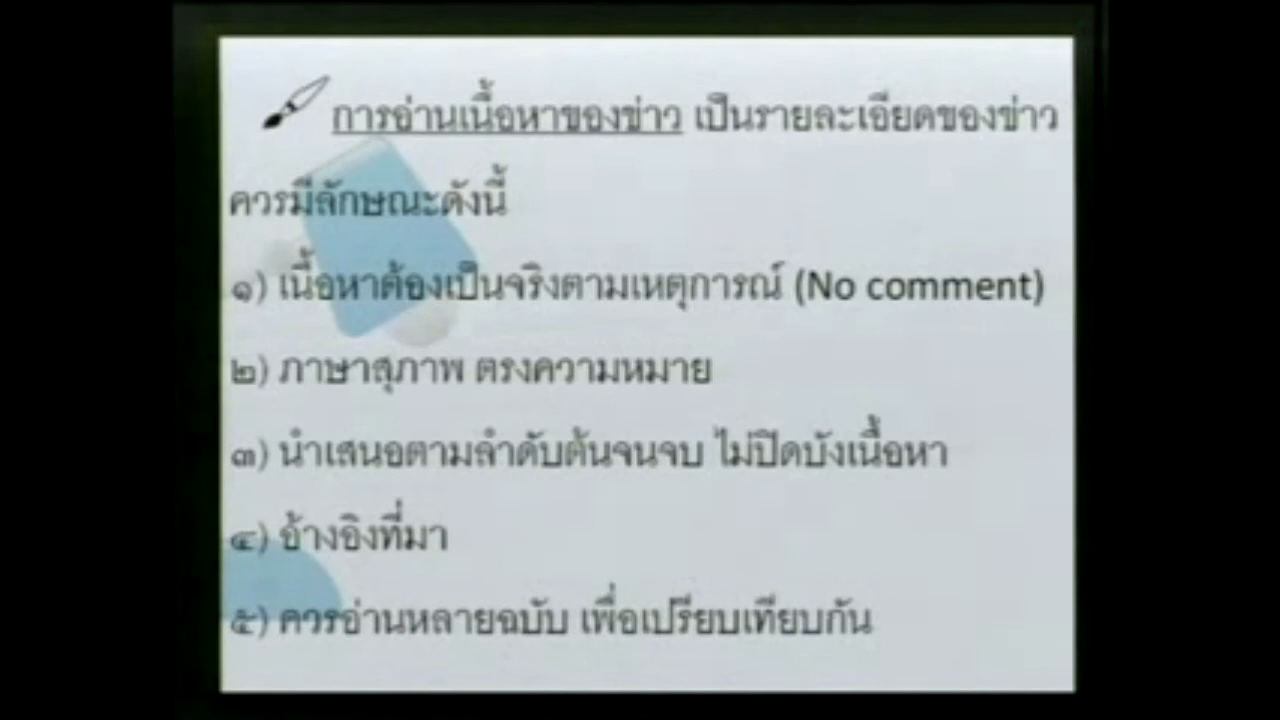 การอ่านเนื้อหาของข่าว เป็นรายละเอียดของข่าว
ควรมีลักษณะดังนี้
๑) เนื้อหาต้องเป็นจริงตามเหตุการณ์ (No comment)
๒) ภาษาสุภาพ ตรงความหมาย
๓) นำเสนอตามลำดับต้นจนจบ ไม่ปิดบังเนื้อหา
๔) อ้างอิงที่มา
๕) ควรอ่านหลายฉบับ เพื่อเปรียบเทียบกัน